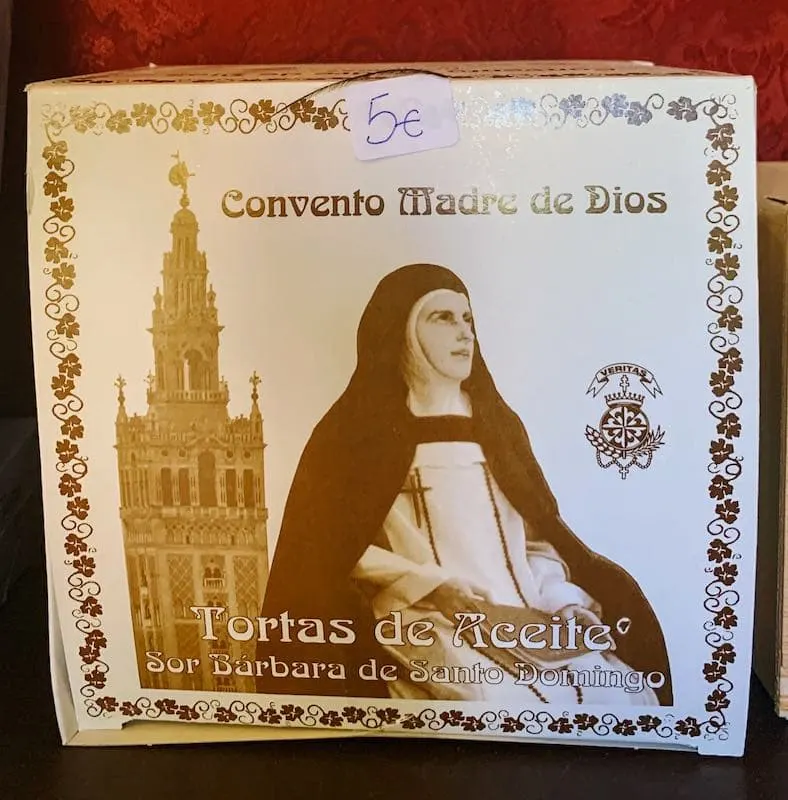 5€
Convento Madre de Dios
VERITAS
Tortas de Aceite
Sor Bárbara de Santo Domingo